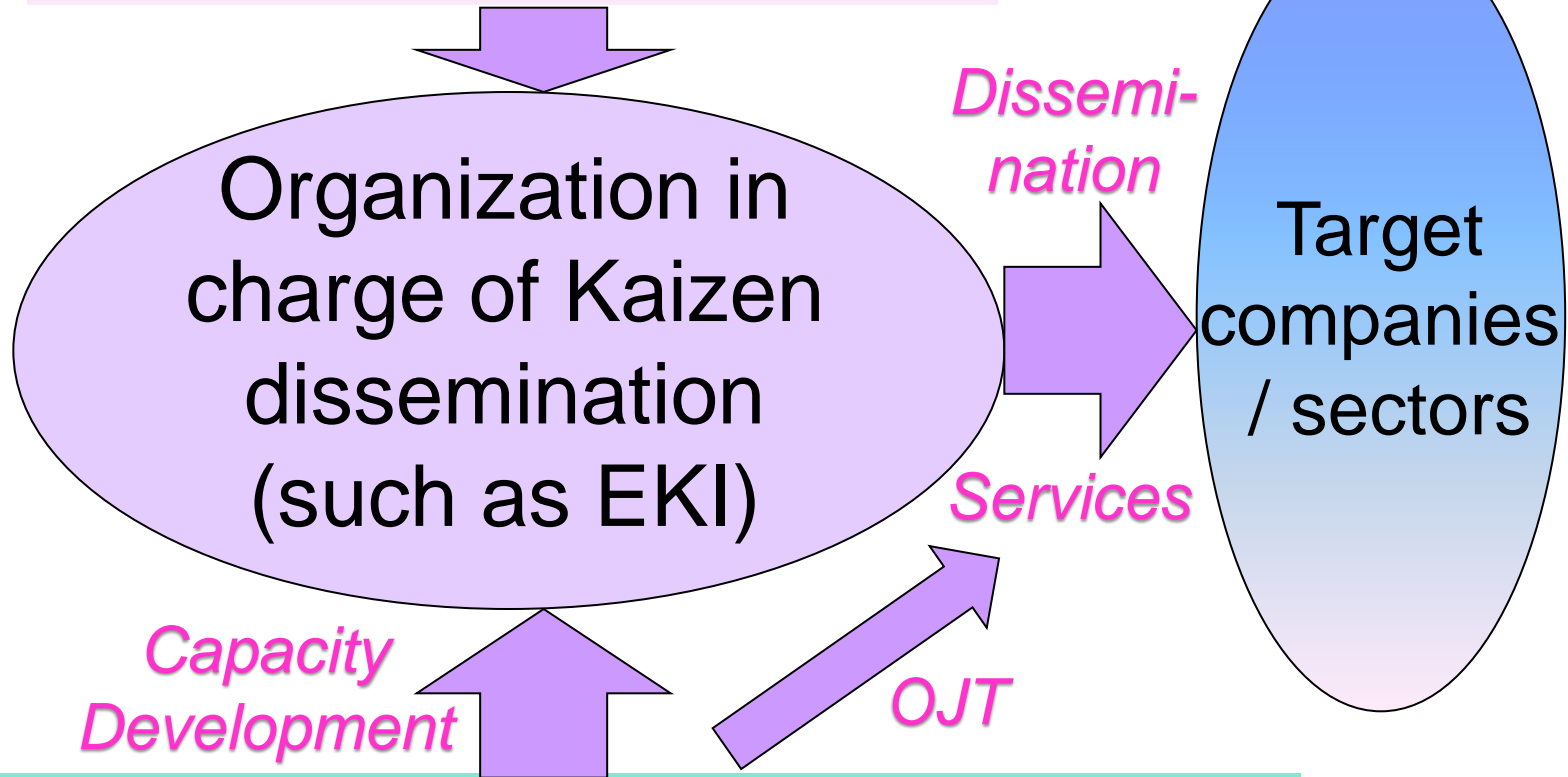 Organization in
charge of Kaizen
dissemination
(such as EKI)
Dissemi-
nation
Services
Target
companies
/ sectors
Capacity
Development
OJT